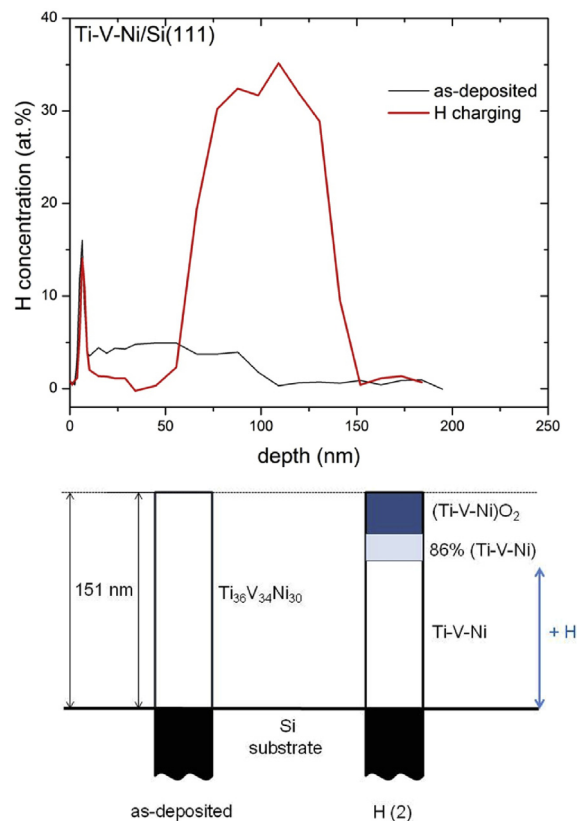 Ti-V-Ni/Si(111)
as-deposited
H charging
H concentration (at.%)
40
30
20
10
0
0
50
100
150
200
250
depth (nm)
(Ti-V-Ni)O₂
86% (Ti-V-Ni)
151 nm
Ti₃₆V₃₄Ni₃₀
Ti-V-Ni
+ H
Si
substrate
as-deposited
H (2)